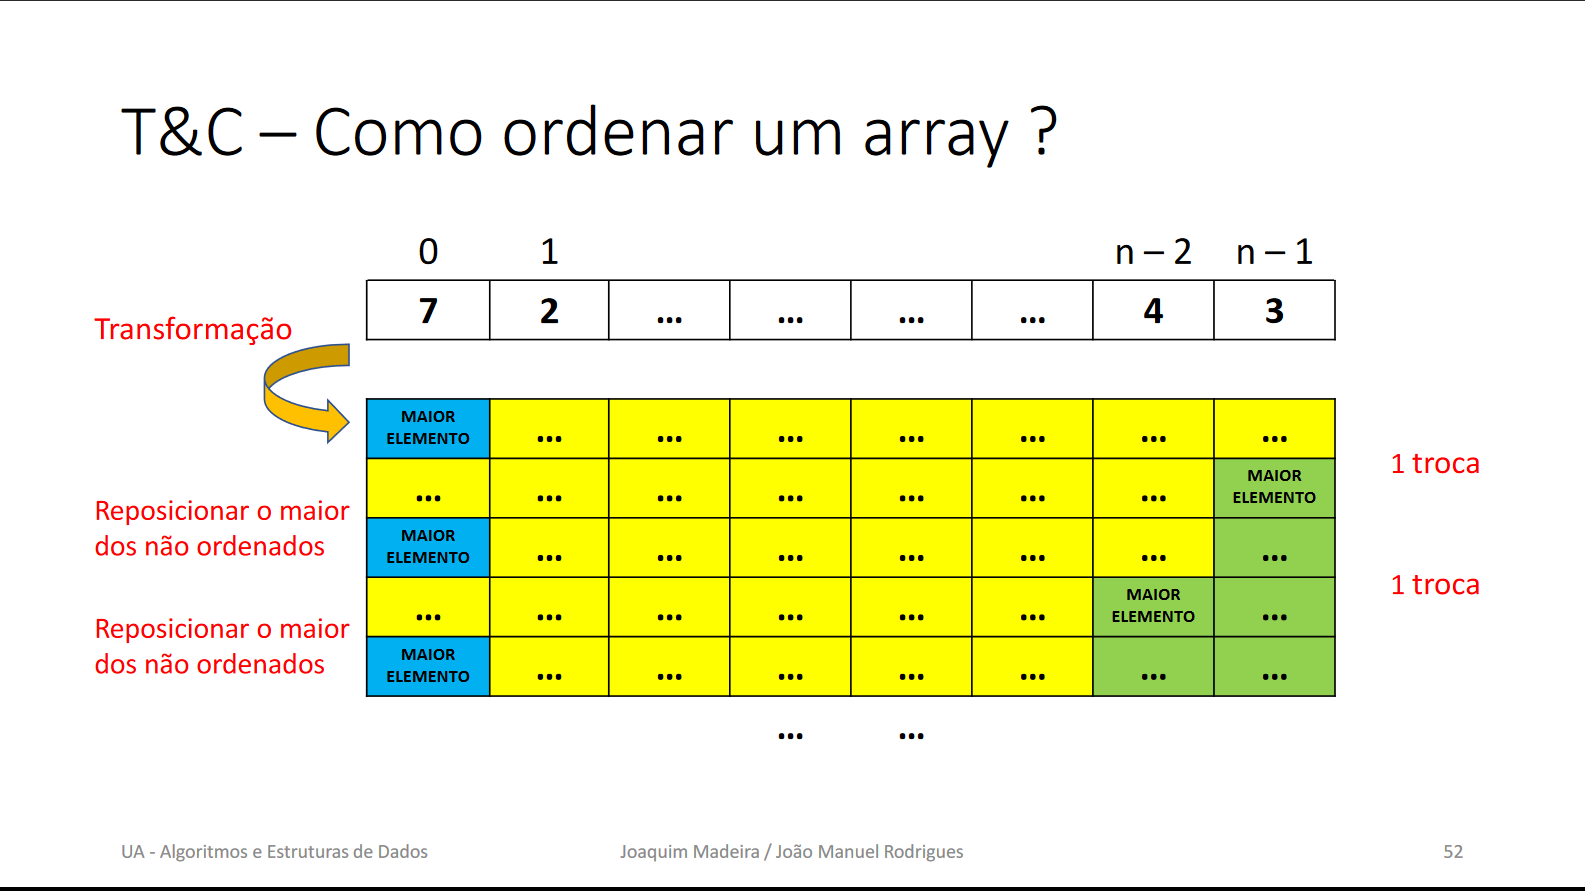 T&C – Como ordenar um array ?
0 1 n – 2 n – 1
7 2 ... ... ... ... 4 3
Transformação
MAIOR
ELEMENTO ... ... ... ... ... ... ...
1 troca
... ... ... ... ... ... ... MAIOR
ELEMENTO
Reposicionar o maior
dos não ordenados
MAIOR
ELEMENTO ... ... ... ... ... ... ...
1 troca
... ... ... ... ... ... MAIOR
ELEMENTO ...
Reposicionar o maior
dos não ordenados
MAIOR
ELEMENTO ... ... ... ... ... ... ...
... ...
UA - Algoritmos e Estruturas de Dados Joaquim Madeira / João Manuel Rodrigues 52